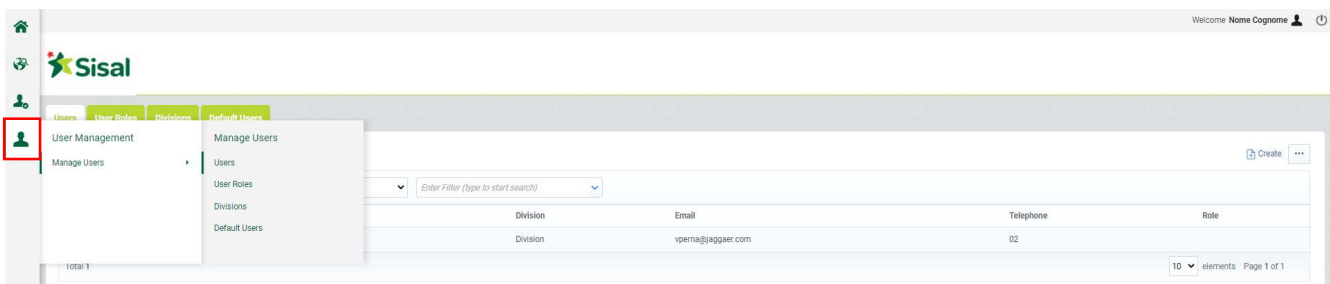 Welcome Nome Cognome
Sisal
Users User Roles Divisions Default Users
User Management Manage Users
Manage Users Users
User Roles
Divisions
Default Users
Create ...
Enter Filter (type to start search)
Division Email Telephone Role
Division vperna@jaggaer.com 02
Total 1
10 elements Page 1 of 1